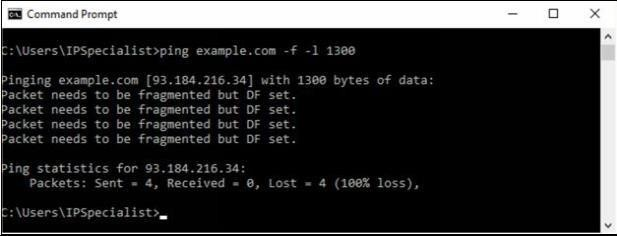 Command Prompt
C:\Users\IPSpecialist>ping example.com -f -l 1300
Pinging example.com [93.184.216.34] with 1300 bytes of data:
Packet needs to be fragmented but DF set.
Packet needs to be fragmented but DF set.
Packet needs to be fragmented but DF set.
Packet needs to be fragmented but DF set.
Ping statistics for 93.184.216.34:
Packets: Sent = 4, Received = 0, Lost = 4 (100% loss),
C:\Users\IPSpecialist>